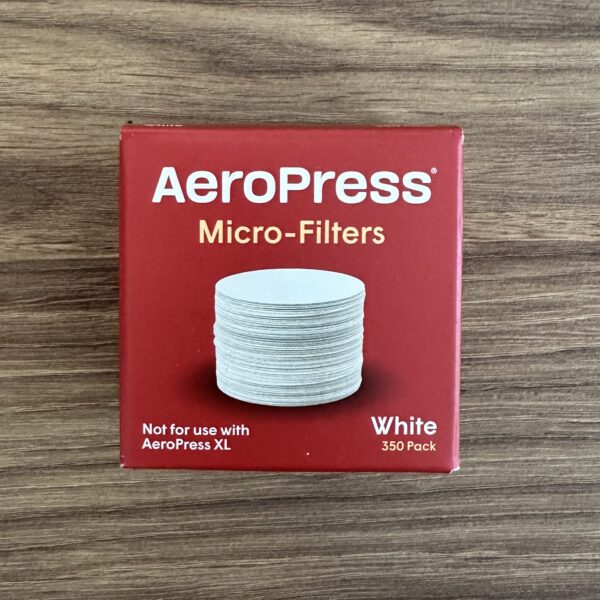 AeroPress®
Micro-Filters
Not for use with
AeroPress XL
White
350 Pack